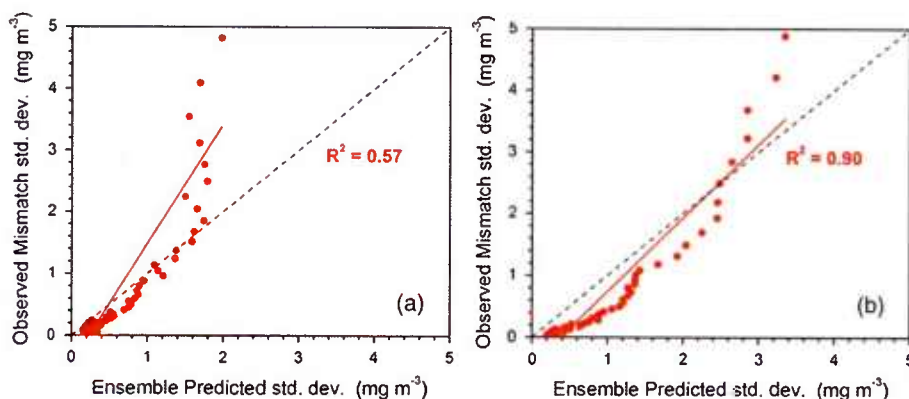 Observed Mismatch std. dev. (mg m⁻³)
5
4
3
2
1
0
R² = 0.57
(a)
0 1 2 3 4 5
Ensemble Predicted std. dev. (mg m⁻³)
Observed Mismatch std. dev. (mg m⁻³)
5
4
3
2
1
0
R² = 0.90
(b)
0 1 2 3 4 5
Ensemble Predicted std. dev. (mg m⁻³)